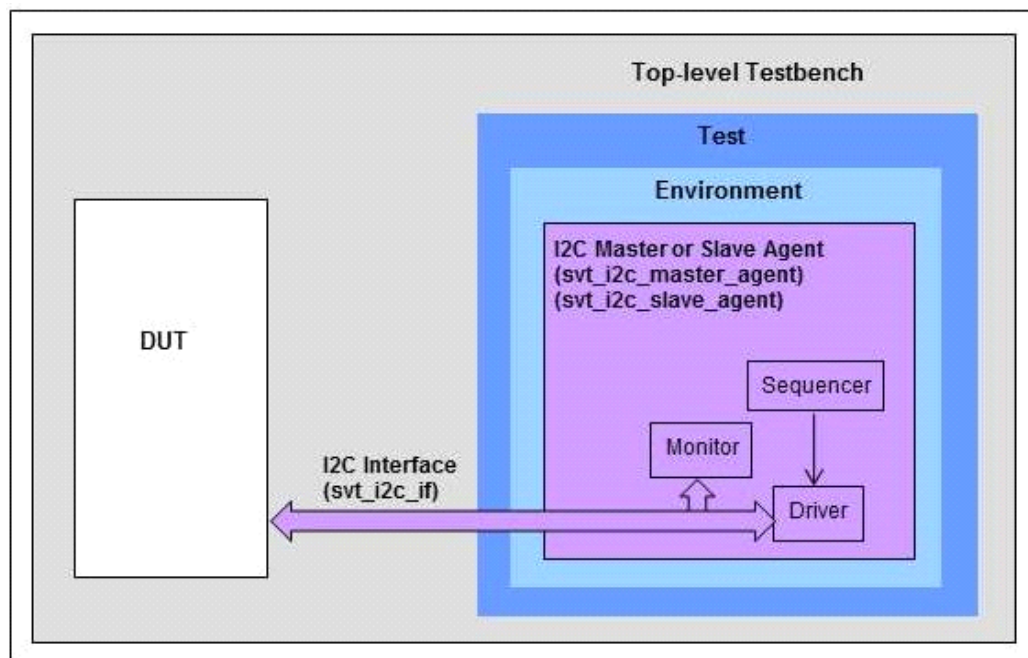 Top-level Testbench
Test
Environment
I2C Master or Slave Agent
(svt_i2c_master_agent)
(svt_i2c_slave_agent)
DUT
Sequencer
Monitor
I2C Interface
(svt_i2c_if)
Driver